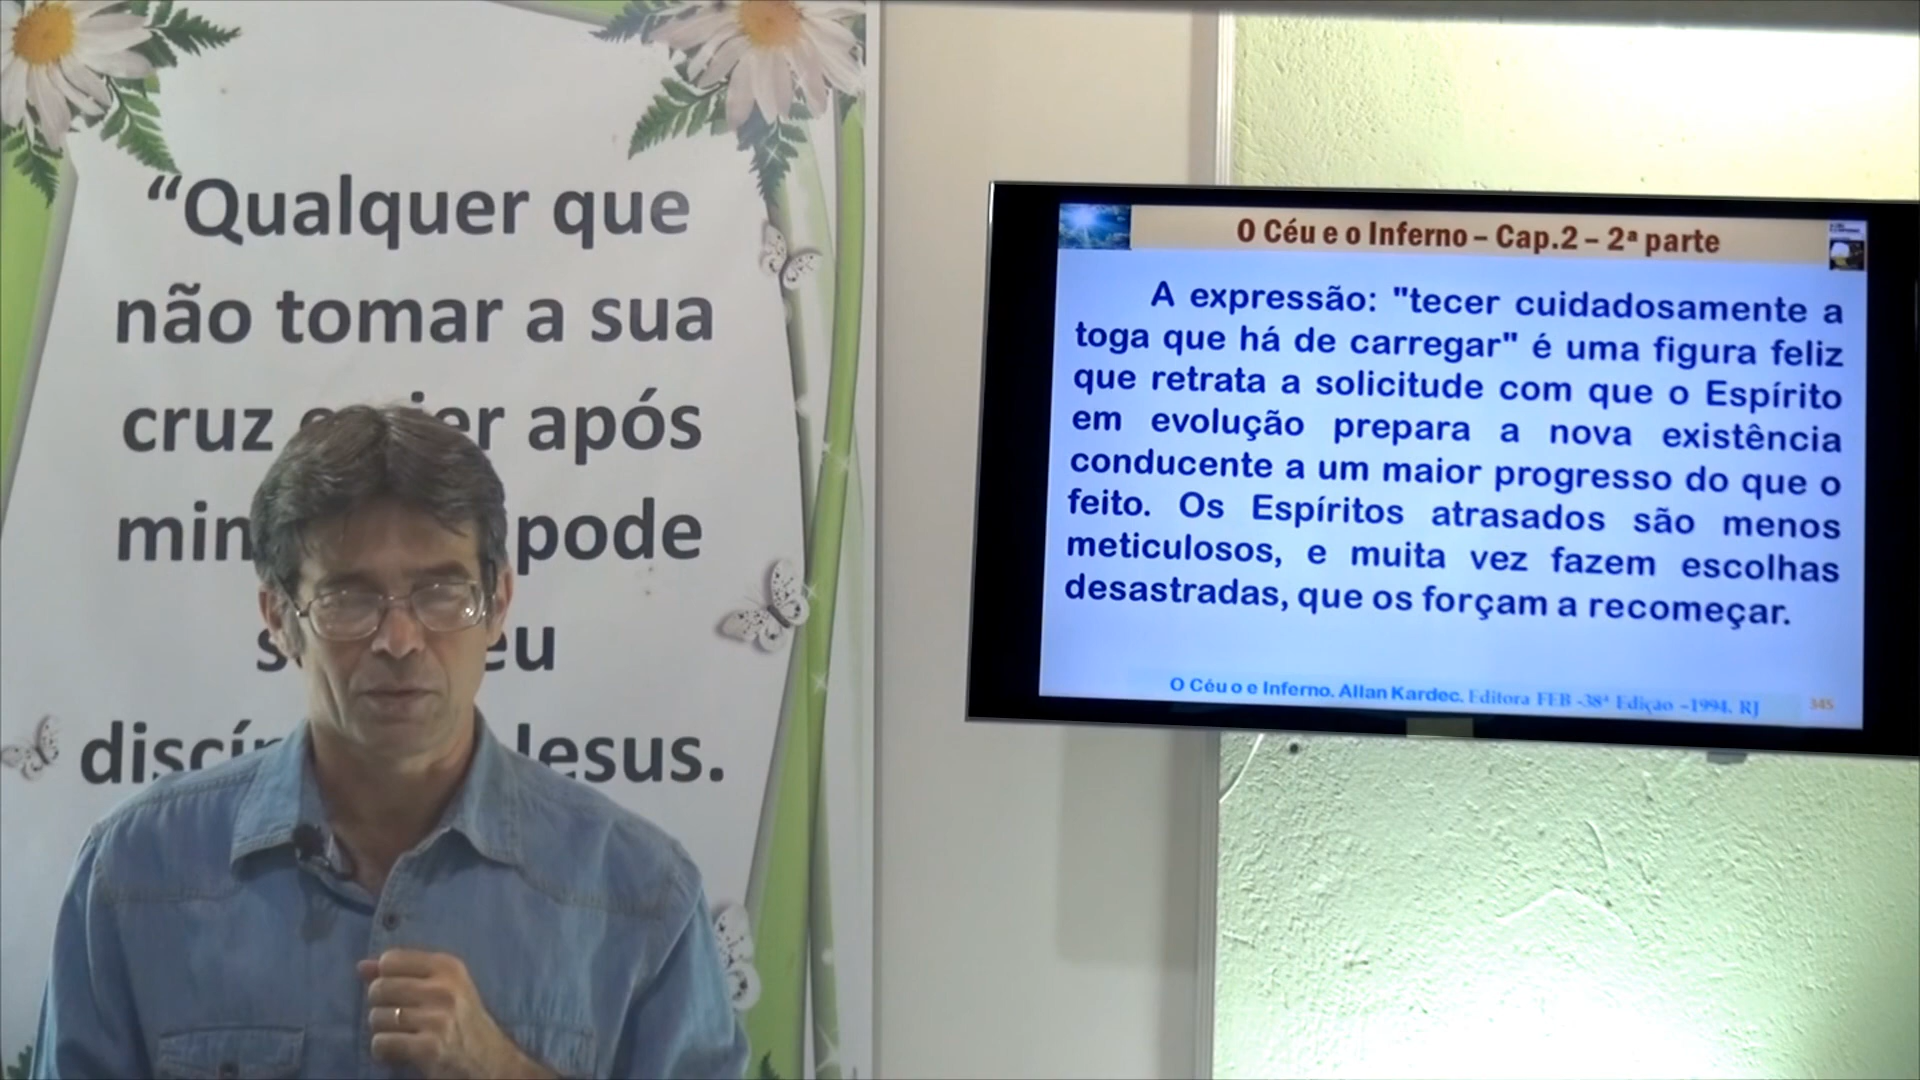 “Qualquer que
não tomar a sua
cruz após
pode
Jesus.
O Céu e o Inferno – Cap.2 – 2ª parte
A expressão: "tecer cuidadosamente a
toga que há de carregar" é uma figura feliz
que retrata a solicitude com que o Espírito
em evolução prepara a nova existência
conducente a um maior progresso do que o
feito. Os Espíritos atrasados são menos
meticulosos, e muita vez fazem escolhas
desastradas, que os forçam a recomeçar.
O Céu o e Inferno. Allan Kardec. Editora FEB -38ª Edição –1994. RJ
345